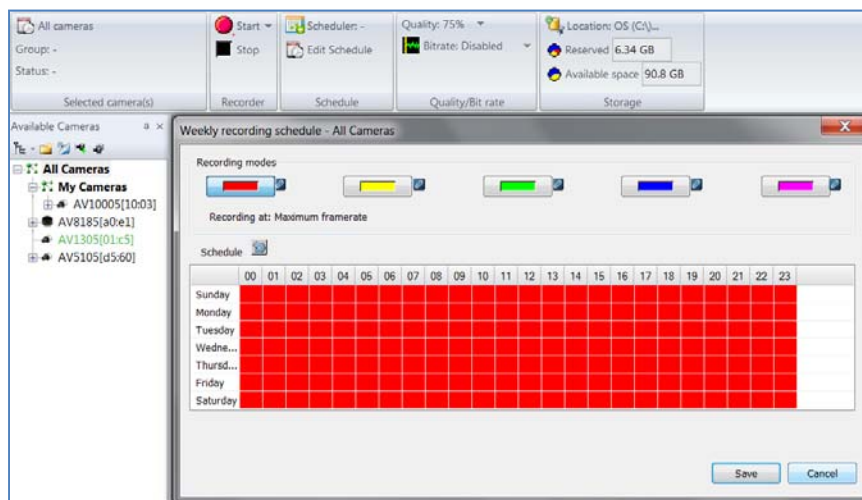 All cameras
Group: -
Status: -
Selected camera(s)
Start
Stop
Recorder
Scheduler: -
Edit Schedule
Schedule
Quality: 75%
Bitrate: Disabled
Quality/Bit rate
Location: OS (C:\)...
Reserved 6.34 GB
Available space 90.8 GB
Storage
Available Cameras
All Cameras
My Cameras
AV10005[10:03]
AV8185[a0:e1]
AV1305[01:c5]
AV5105[d5:60]
Weekly recording schedule - All Cameras
Recording modes
Recording at: Maximum framerate
Schedule
00 01 02 03 04 05 06 07 08 09 10 11 12 13 14 15 16 17 18 19 20 21 22 23
Sunday
Monday
Tuesday
Wedne...
Thursd...
Friday
Saturday
Save Cancel